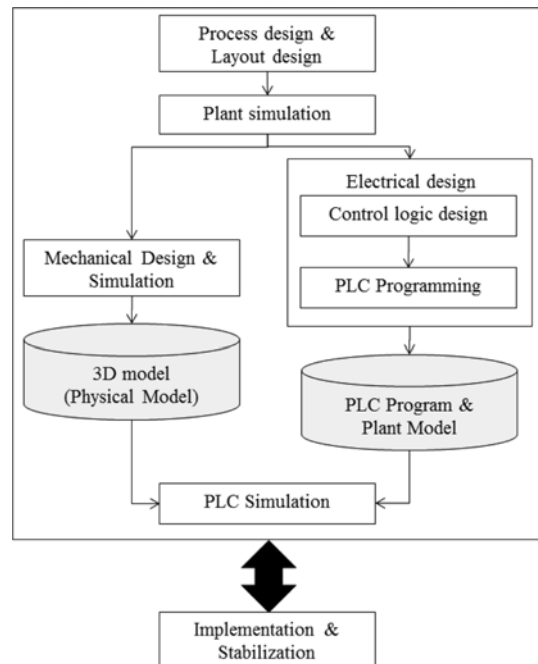 Process design &
Layout design
Plant simulation
Electrical design
Control logic design
Mechanical Design &
Simulation
PLC Programming
3D model
(Physical Model)
PLC Program &
Plant Model
PLC Simulation
Implementation &
Stabilization